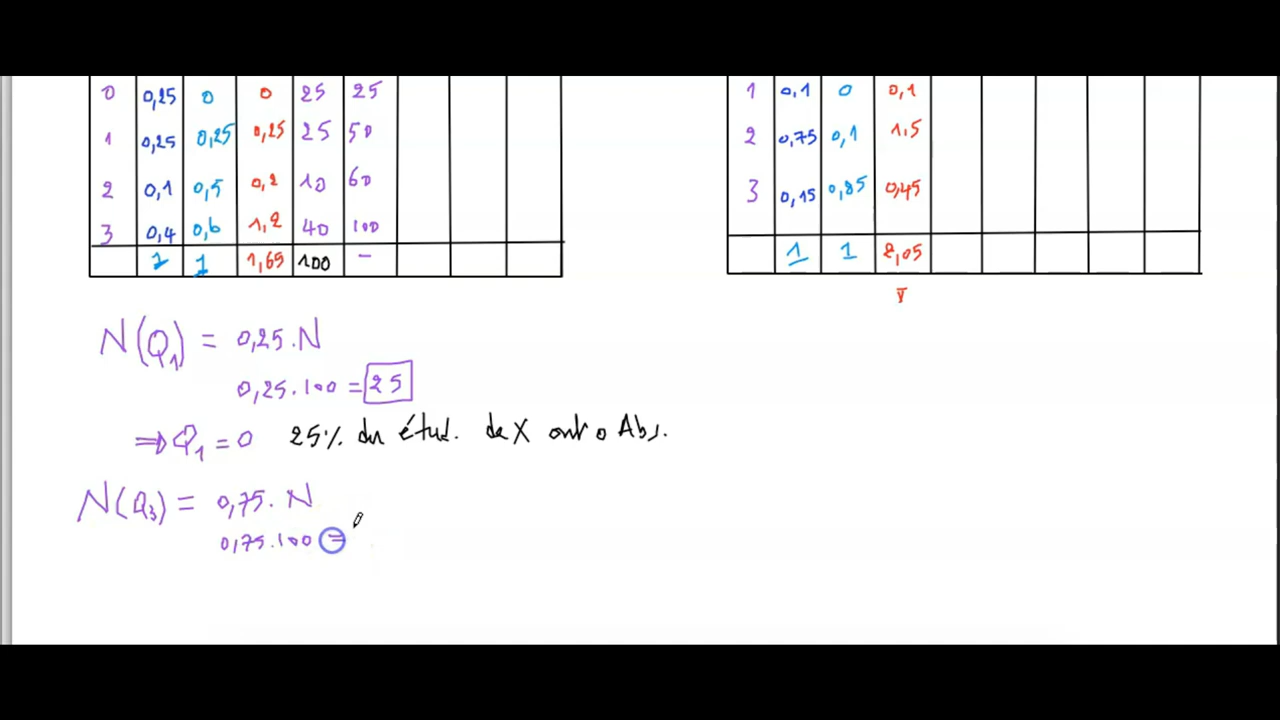 0 0,25 0 0 25 25
1 0,25 0,25 0,25 25 50
2 0,1 0,5 0,2 10 60
3 0,4 0,6 1,2 40 100
1 1 1,65 100 –
1 0,1 0 0,1
2 0,75 0,1 1.5
3 0,15 0,85 0,45
1 1 2,05
N(Q₁) = 0,25.N
0,25.100 = 25
⇒ Q₁ = 0 25% du étud. de X ont 0 Abs.
N(Q₃) = 0,75. N
0,75.100 =